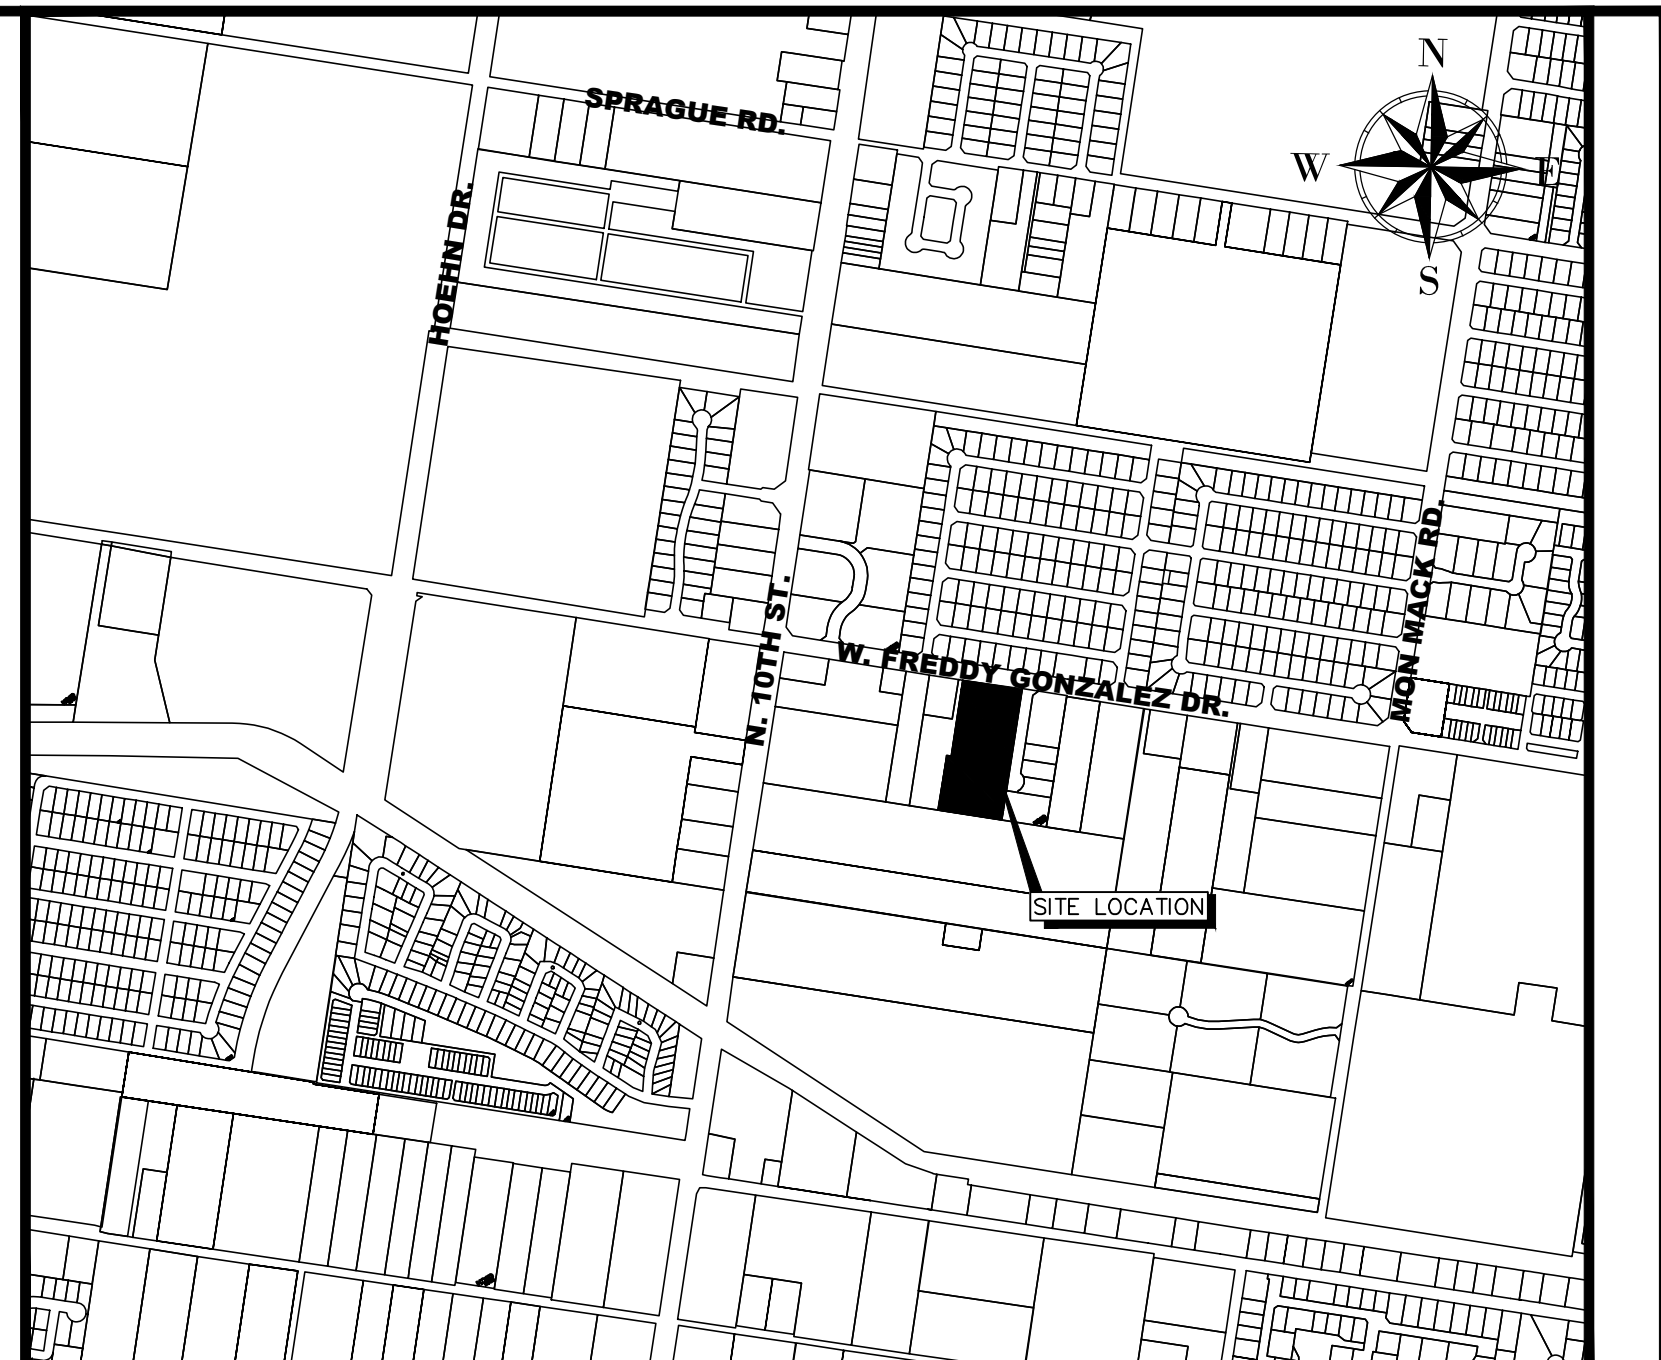 N
SPRAGUE RD.
W
E
HOEHN DR.
S
MON MACK RD.
N. 10TH ST.
W. FREDDY GONZALEZ DR.
SITE LOCATION